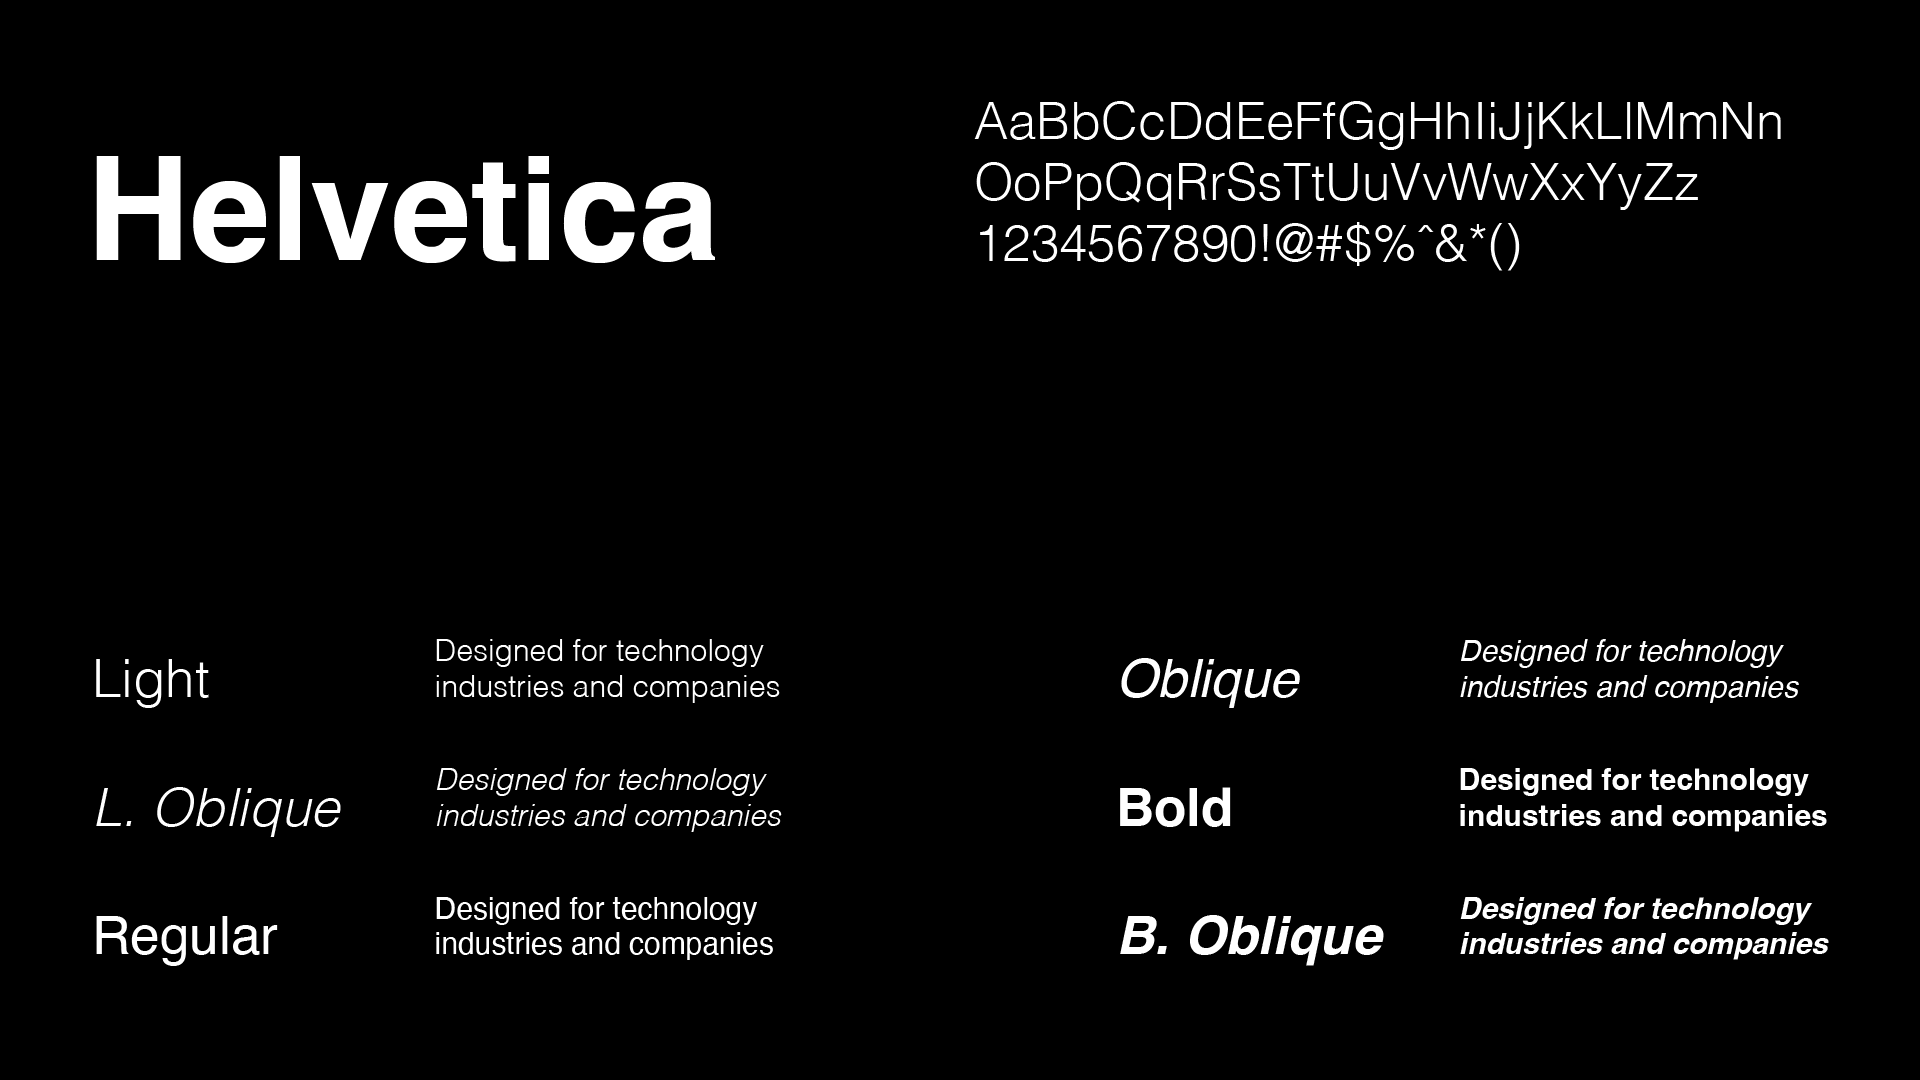 Helvetica
AaBbCcDdEeFfGgHhIiJjKkLlMmNn
OoPpQqRrSsTtUuVvWwXxYyZz
1234567890!@#$%^&*()
Light
Designed for technology
industries and companies
L. Oblique
Designed for technology
industries and companies
Regular
Designed for technology
industries and companies
Oblique
Designed for technology
industries and companies
Bold
Designed for technology
industries and companies
B. Oblique
Designed for technology
industries and companies